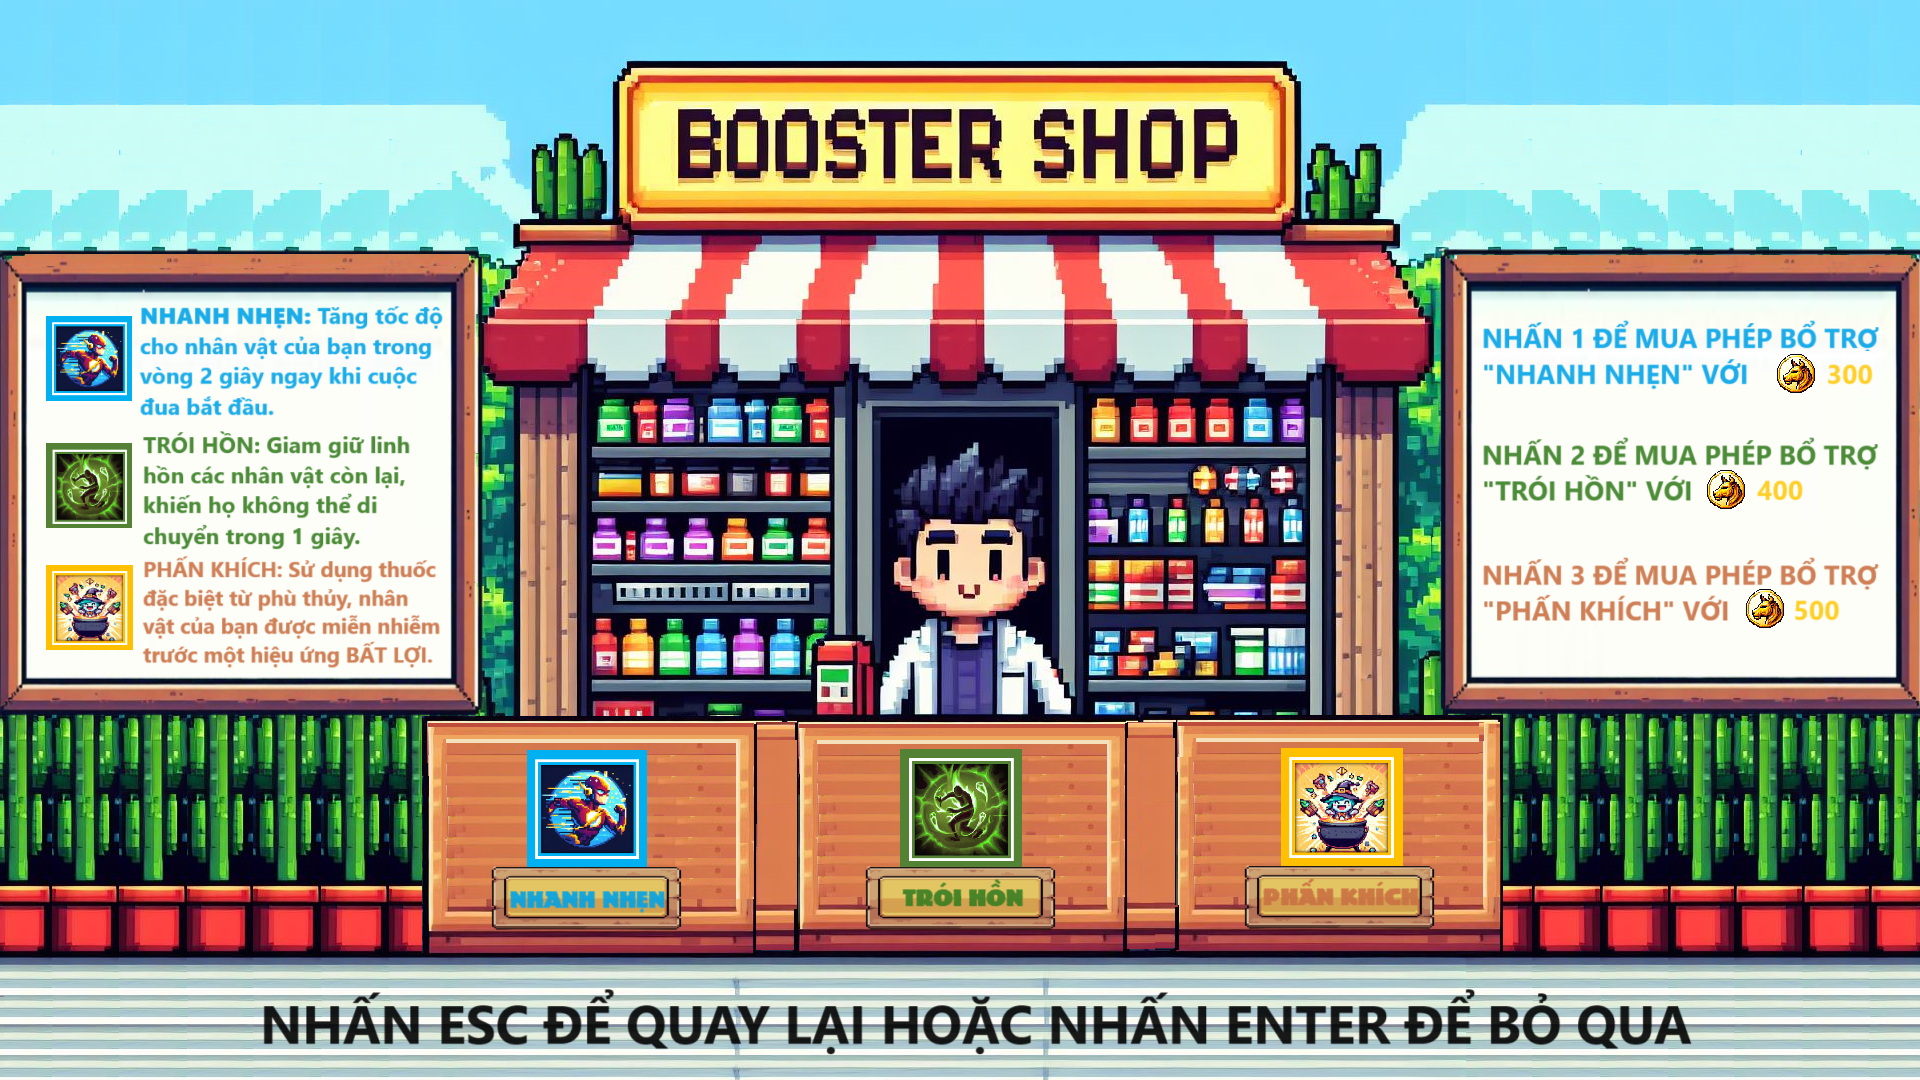 BOOSTER SHOP
NHANH NHẸN: Tăng tốc độ
cho nhân vật của bạn trong
vòng 2 giây ngay khi cuộc
đua bắt đầu.
TRÓI HỒN: Giam giữ linh
hồn các nhân vật còn lại,
khiến họ không thể di
chuyển trong 1 giây.
PHẤN KHÍCH: Sử dụng thuốc
đặc biệt từ phù thủy, nhân
vật của bạn được miễn nhiễm
trước một hiệu ứng BẤT LỢI.
NHẤN 1 ĐỂ MUA PHÉP BỔ TRỢ
"NHANH NHẸN" VỚI 300
NHẤN 2 ĐỂ MUA PHÉP BỔ TRỢ
"TRÓI HỒN" VỚI 400
NHẤN 3 ĐỂ MUA PHÉP BỔ TRỢ
"PHẤN KHÍCH" VỚI 500
NHANH NHẸN
TRÓI HỒN
PHẤN KHÍCH
NHẤN ESC ĐỂ QUAY LẠI HOẶC NHẤN ENTER ĐỂ BỎ QUA